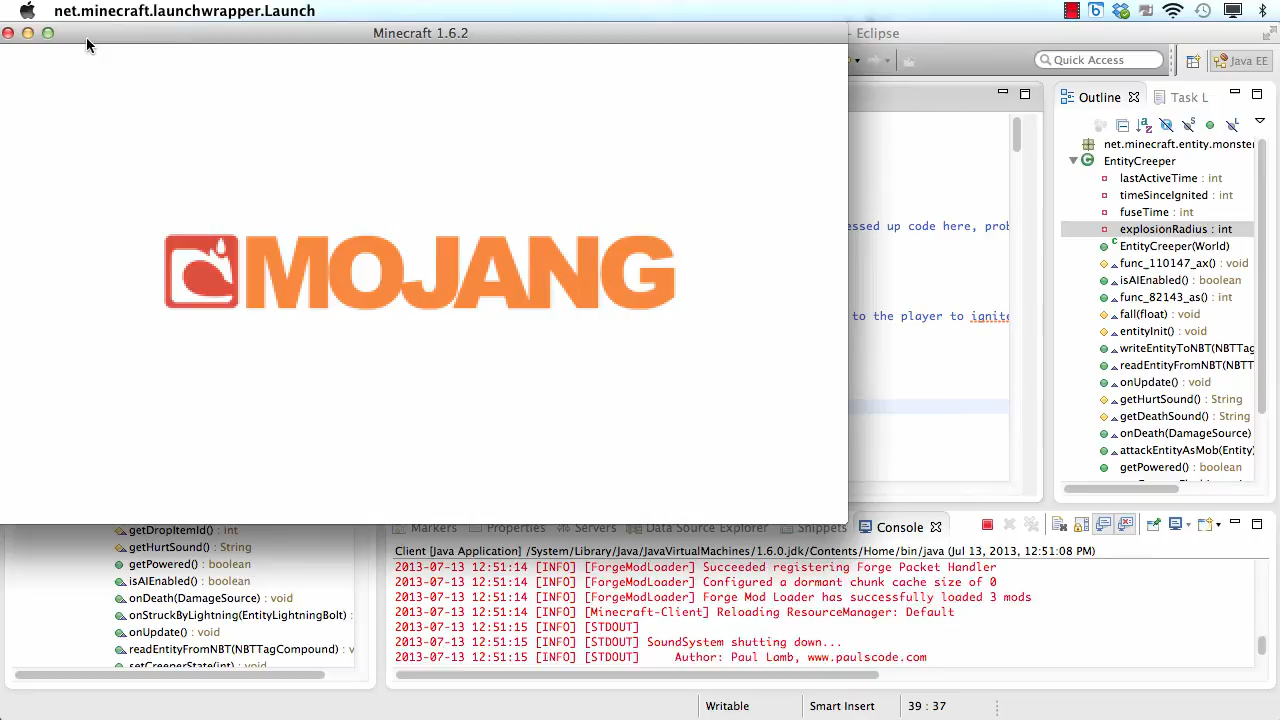 net.minecraft.launchwrapper.Launch
Minecraft 1.6.2
- Eclipse
Quick Access
Java EE
MOJANG
essed up code here, prob
to the player to ignite
Outline
Task L
net.minecraft.entity.monster
EntityCreeper
lastActiveTime : int
timeSinceIgnited : int
fuseTime : int
explosionRadius : int
EntityCreeper(World)
func_110147_ax() : void
isAIEnabled() : boolean
func_82143_as() : int
fall(float) : void
entityInit() : void
writeEntityToNBT(NBTTag
readEntityFromNBT(NBTT
onUpdate() : void
getHurtSound() : String
getDeathSound() : String
onDeath(DamageSource)
attackEntityAsMob(Entity)
getPowered() : boolean
getDropItemId() : int
getHurtSound() : String
getPowered() : boolean
isAIEnabled() : boolean
onDeath(DamageSource) : void
onStruckByLightning(EntityLightningBolt) :
onUpdate() : void
readEntityFromNBT(NBTTagCompound) : v
setCreeperState(int) : void
Markers
Properties
Servers
Data Source Explorer
Snippets
Console
Client [Java Application] /System/Library/Java/JavaVirtualMachines/1.6.0.jdk/Contents/Home/bin/java (Jul 13, 2013, 12:51:08 PM)
2013-07-13 12:51:14 [INFO] [ForgeModLoader] Succeeded registering Forge Packet Handler
2013-07-13 12:51:14 [INFO] [ForgeModLoader] Configured a dormant chunk cache size of 0
2013-07-13 12:51:14 [INFO] [ForgeModLoader] Forge Mod Loader has successfully loaded 3 mods
2013-07-13 12:51:14 [INFO] [Minecraft-Client] Reloading ResourceManager: Default
2013-07-13 12:51:15 [INFO] [STDOUT]
2013-07-13 12:51:15 [INFO] [STDOUT] SoundSystem shutting down...
2013-07-13 12:51:15 [INFO] [STDOUT] Author: Paul Lamb, www.paulscode.com
Writable
Smart Insert
39 : 37